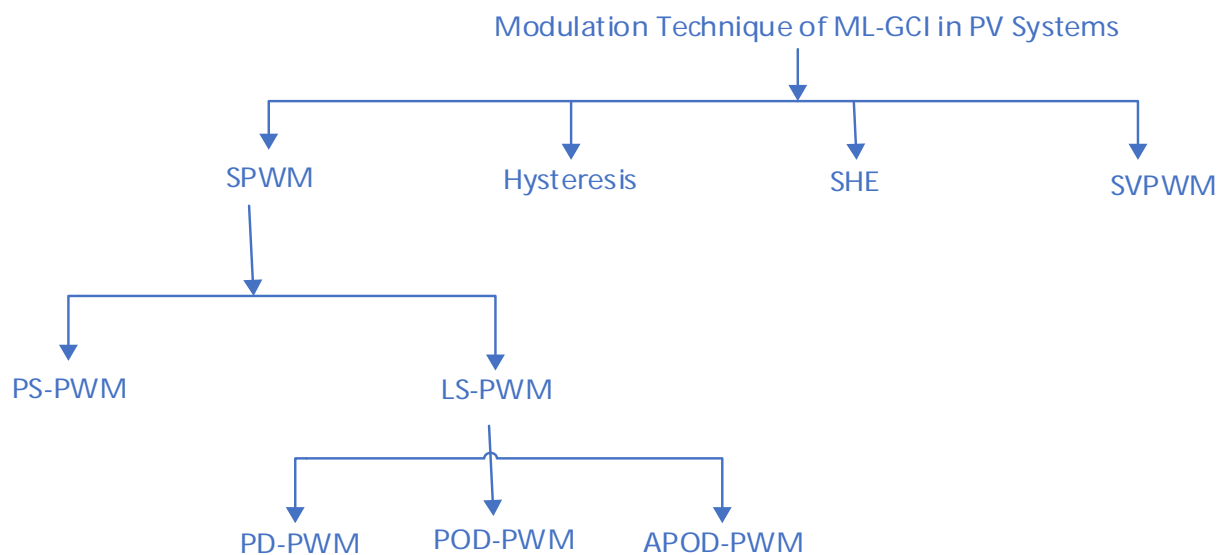 Modulation Technique of ML-GCI in PV Systems
SPWM
Hysteresis
SHE
SVPWM
PS-PWM
LS-PWM
PD-PWM
POD-PWM
APOD-PWM